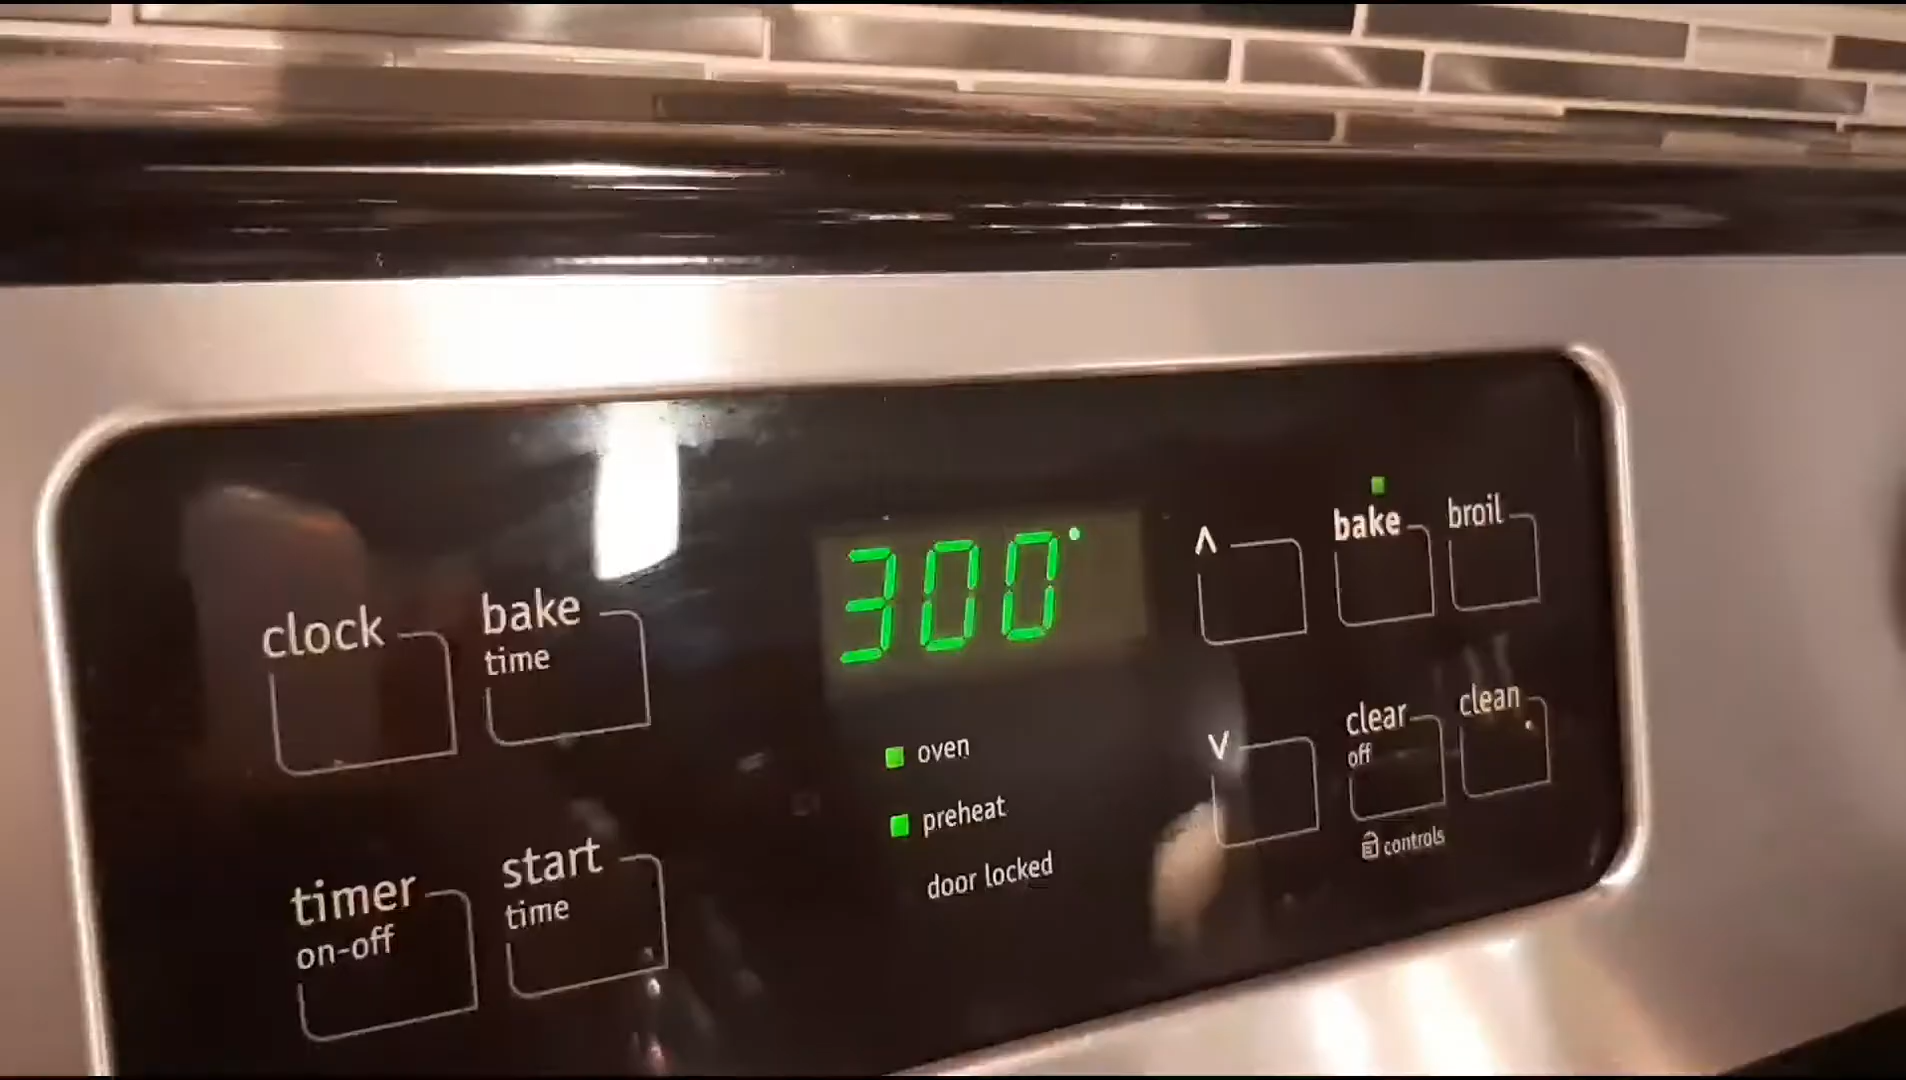 clock
bake
time
300°
^
bake
broil
oven
preheat
door locked
v
clear
off
clean
controls
timer
on-off
start
time